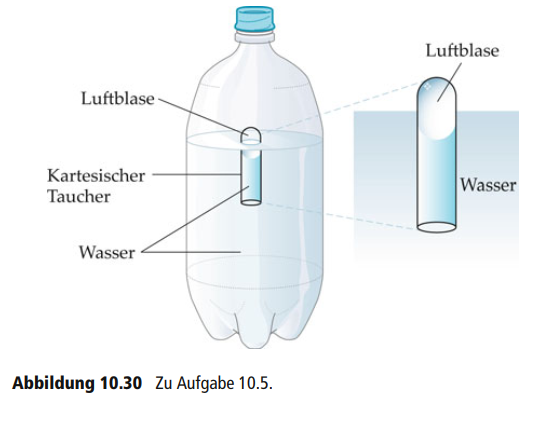 Luftblase
Luftblase
Kartesischer
Taucher
Wasser
Wasser
Abbildung 10.30 Zu Aufgabe 10.5.